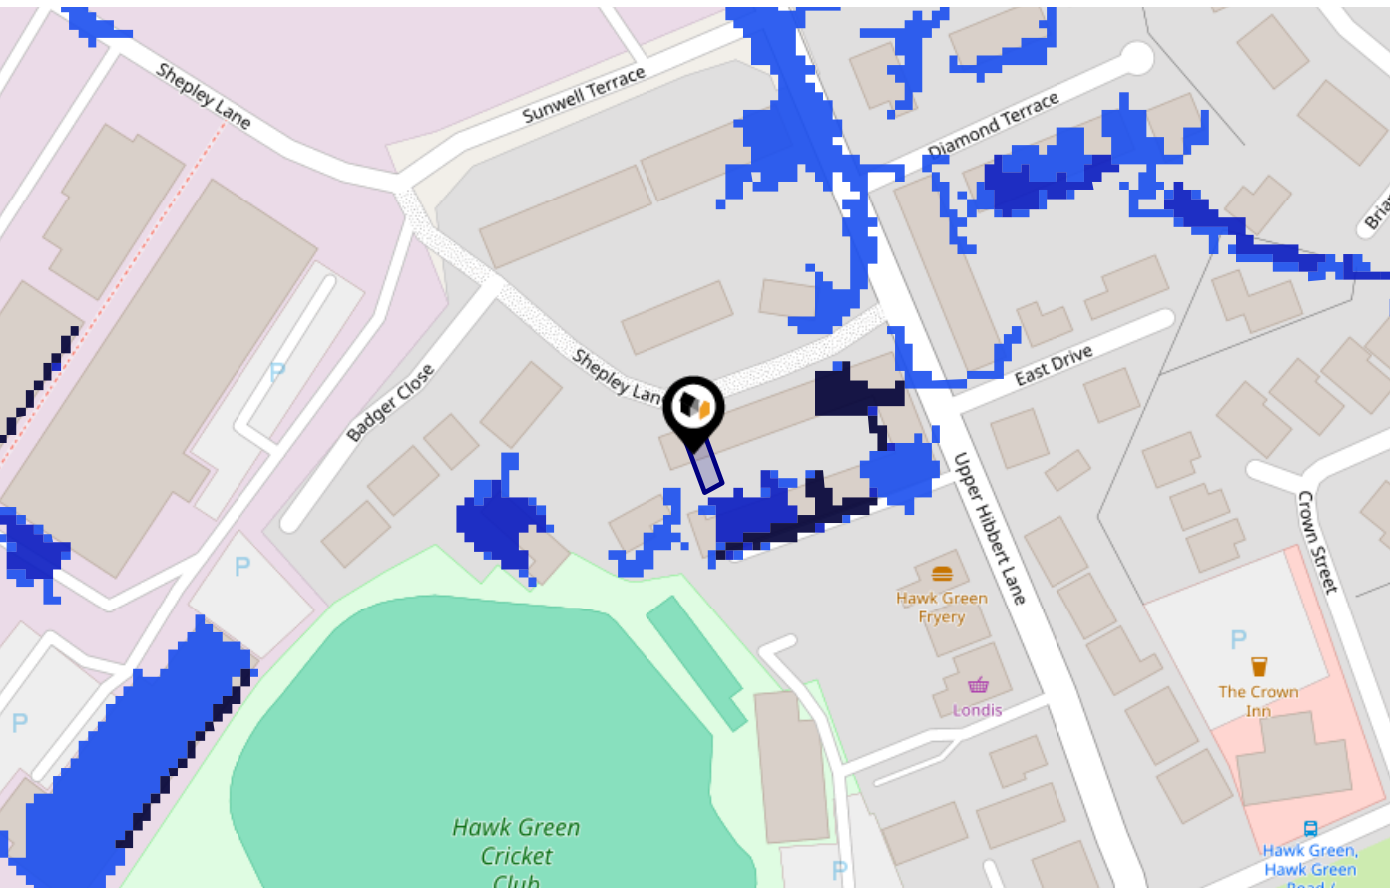 Shepley Lane
Sunwell Terrace
Diamond Terrace
P
Shepley Lan
Badger Close
East Drive
Upper Hibbert Lane
Crown Street
P
Hawk Green
Fryery
P
The Crown
Inn
Londis
P
Hawk Green
Cricket
Club
P
Hawk Green,
Hawk Green
Road /